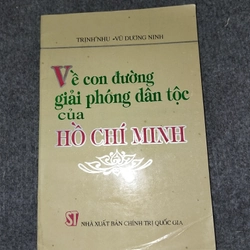 TRỊNH NHU - VŨ DƯƠNG NINH
Về con đường
giải phóng dân tộc
của
HỒ CHÍ MINH
ST
NHÀ XUẤT BẢN CHÍNH TRỊ QUỐC GIA